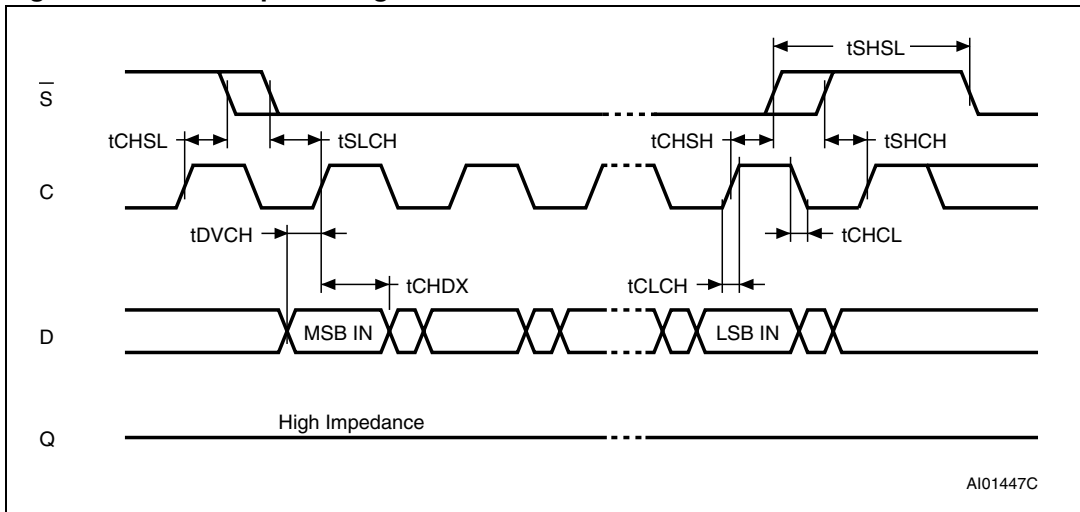 tSHSL
S
tCHSL
tSLCH
tCHSH
tSHCH
C
tDVCH
tCHCL
tCHDX
tCLCH
D
MSB IN
LSB IN
High Impedance
Q
AI01447C